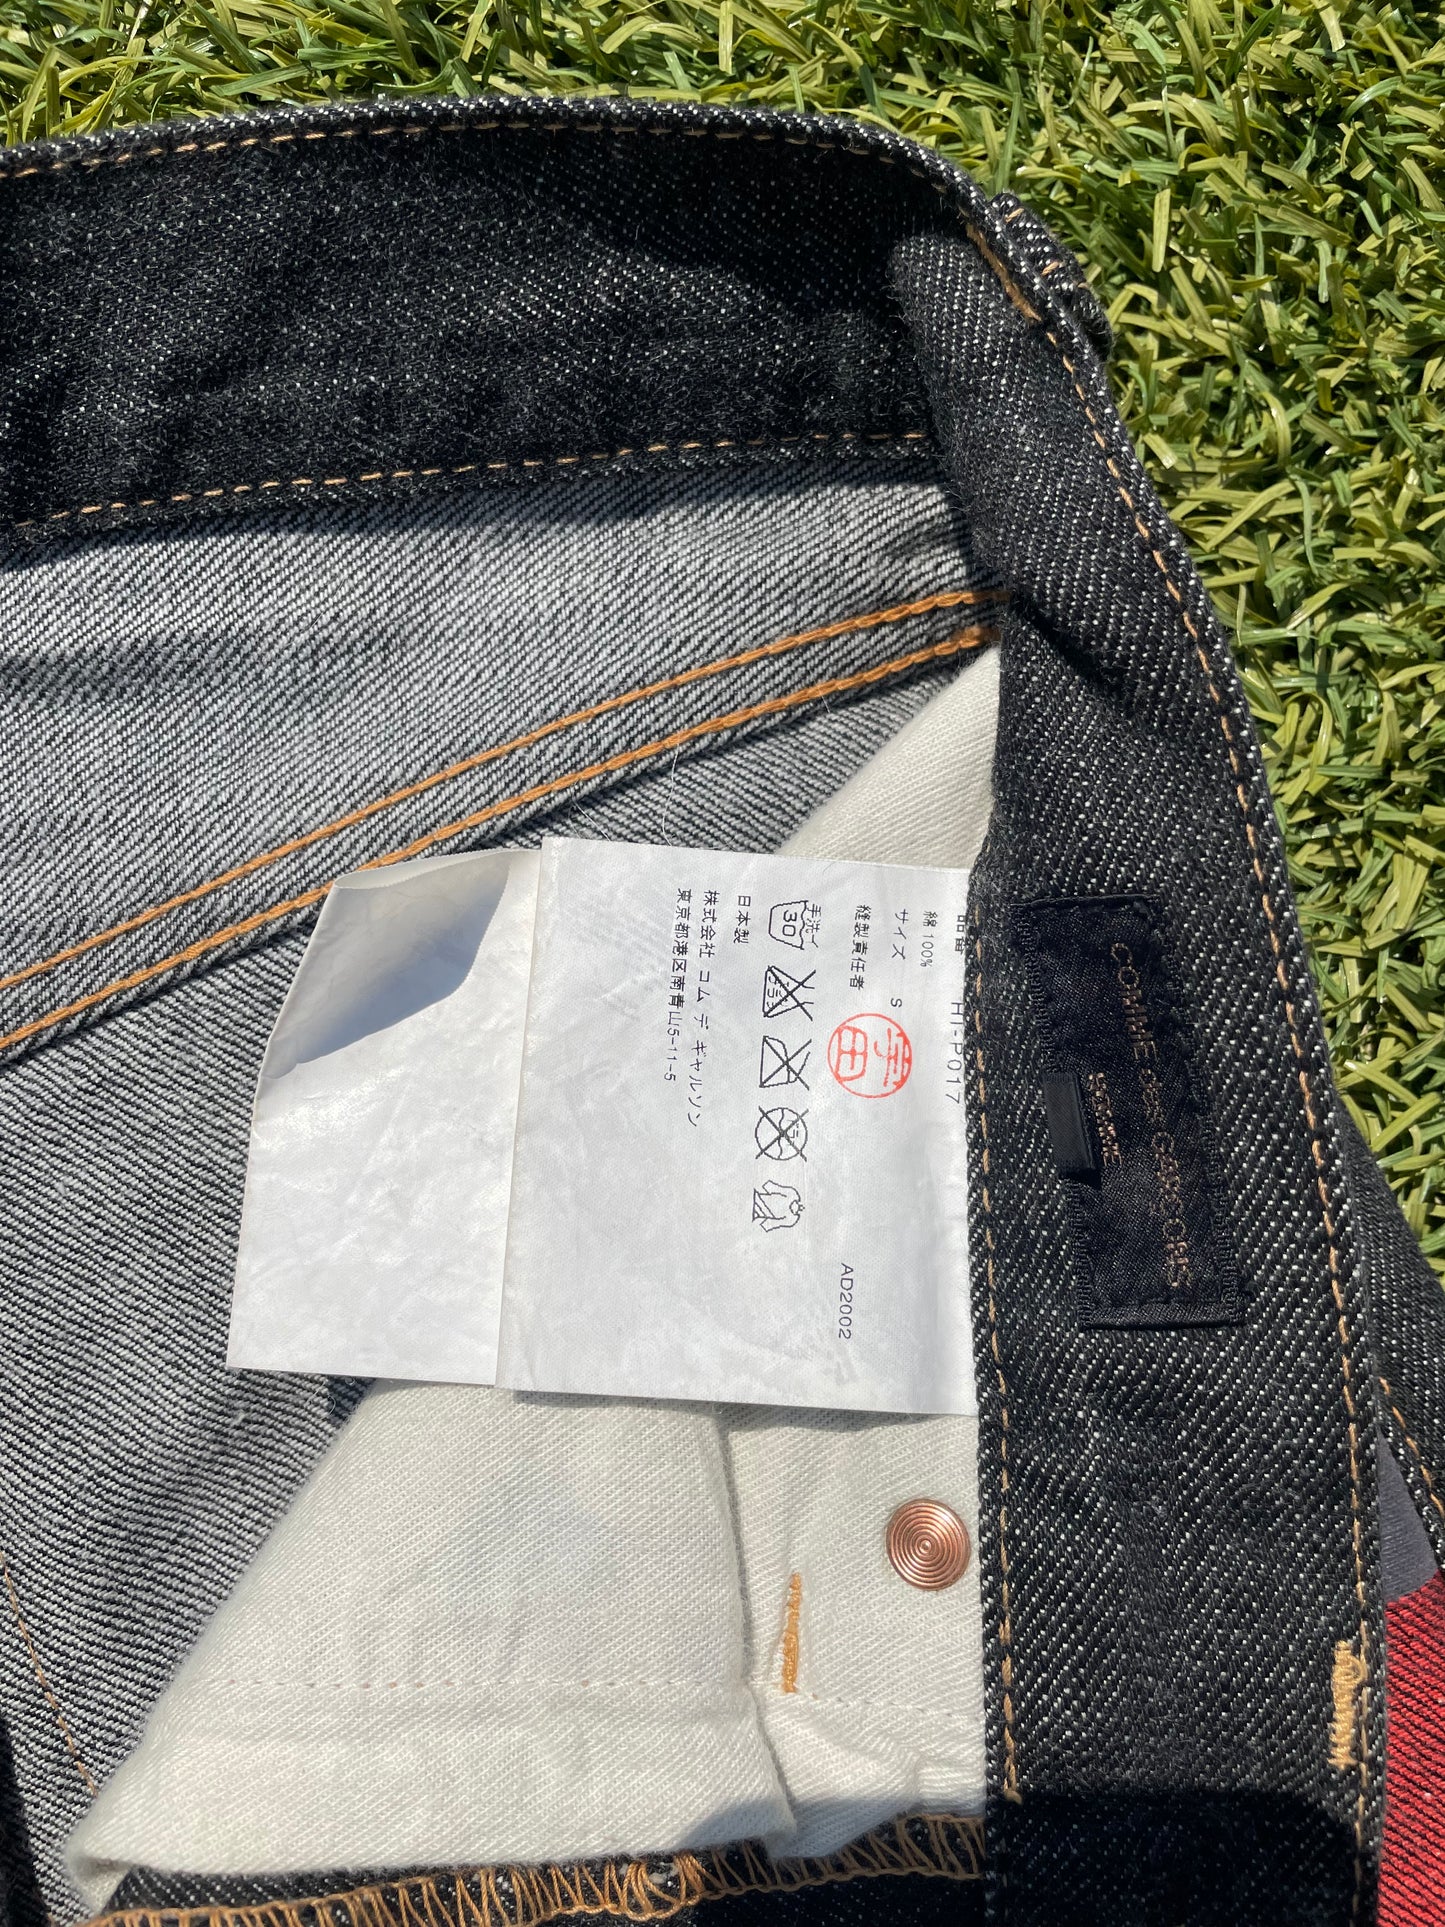 COMME des GARÇONS
HOMME
品番 HI-P017
綿 100%
サイズ S
縫製責任者
手洗イ
30
日本製
株式会社 コム デ ギャルソン
東京都港区南青山5-11-5
AD2002